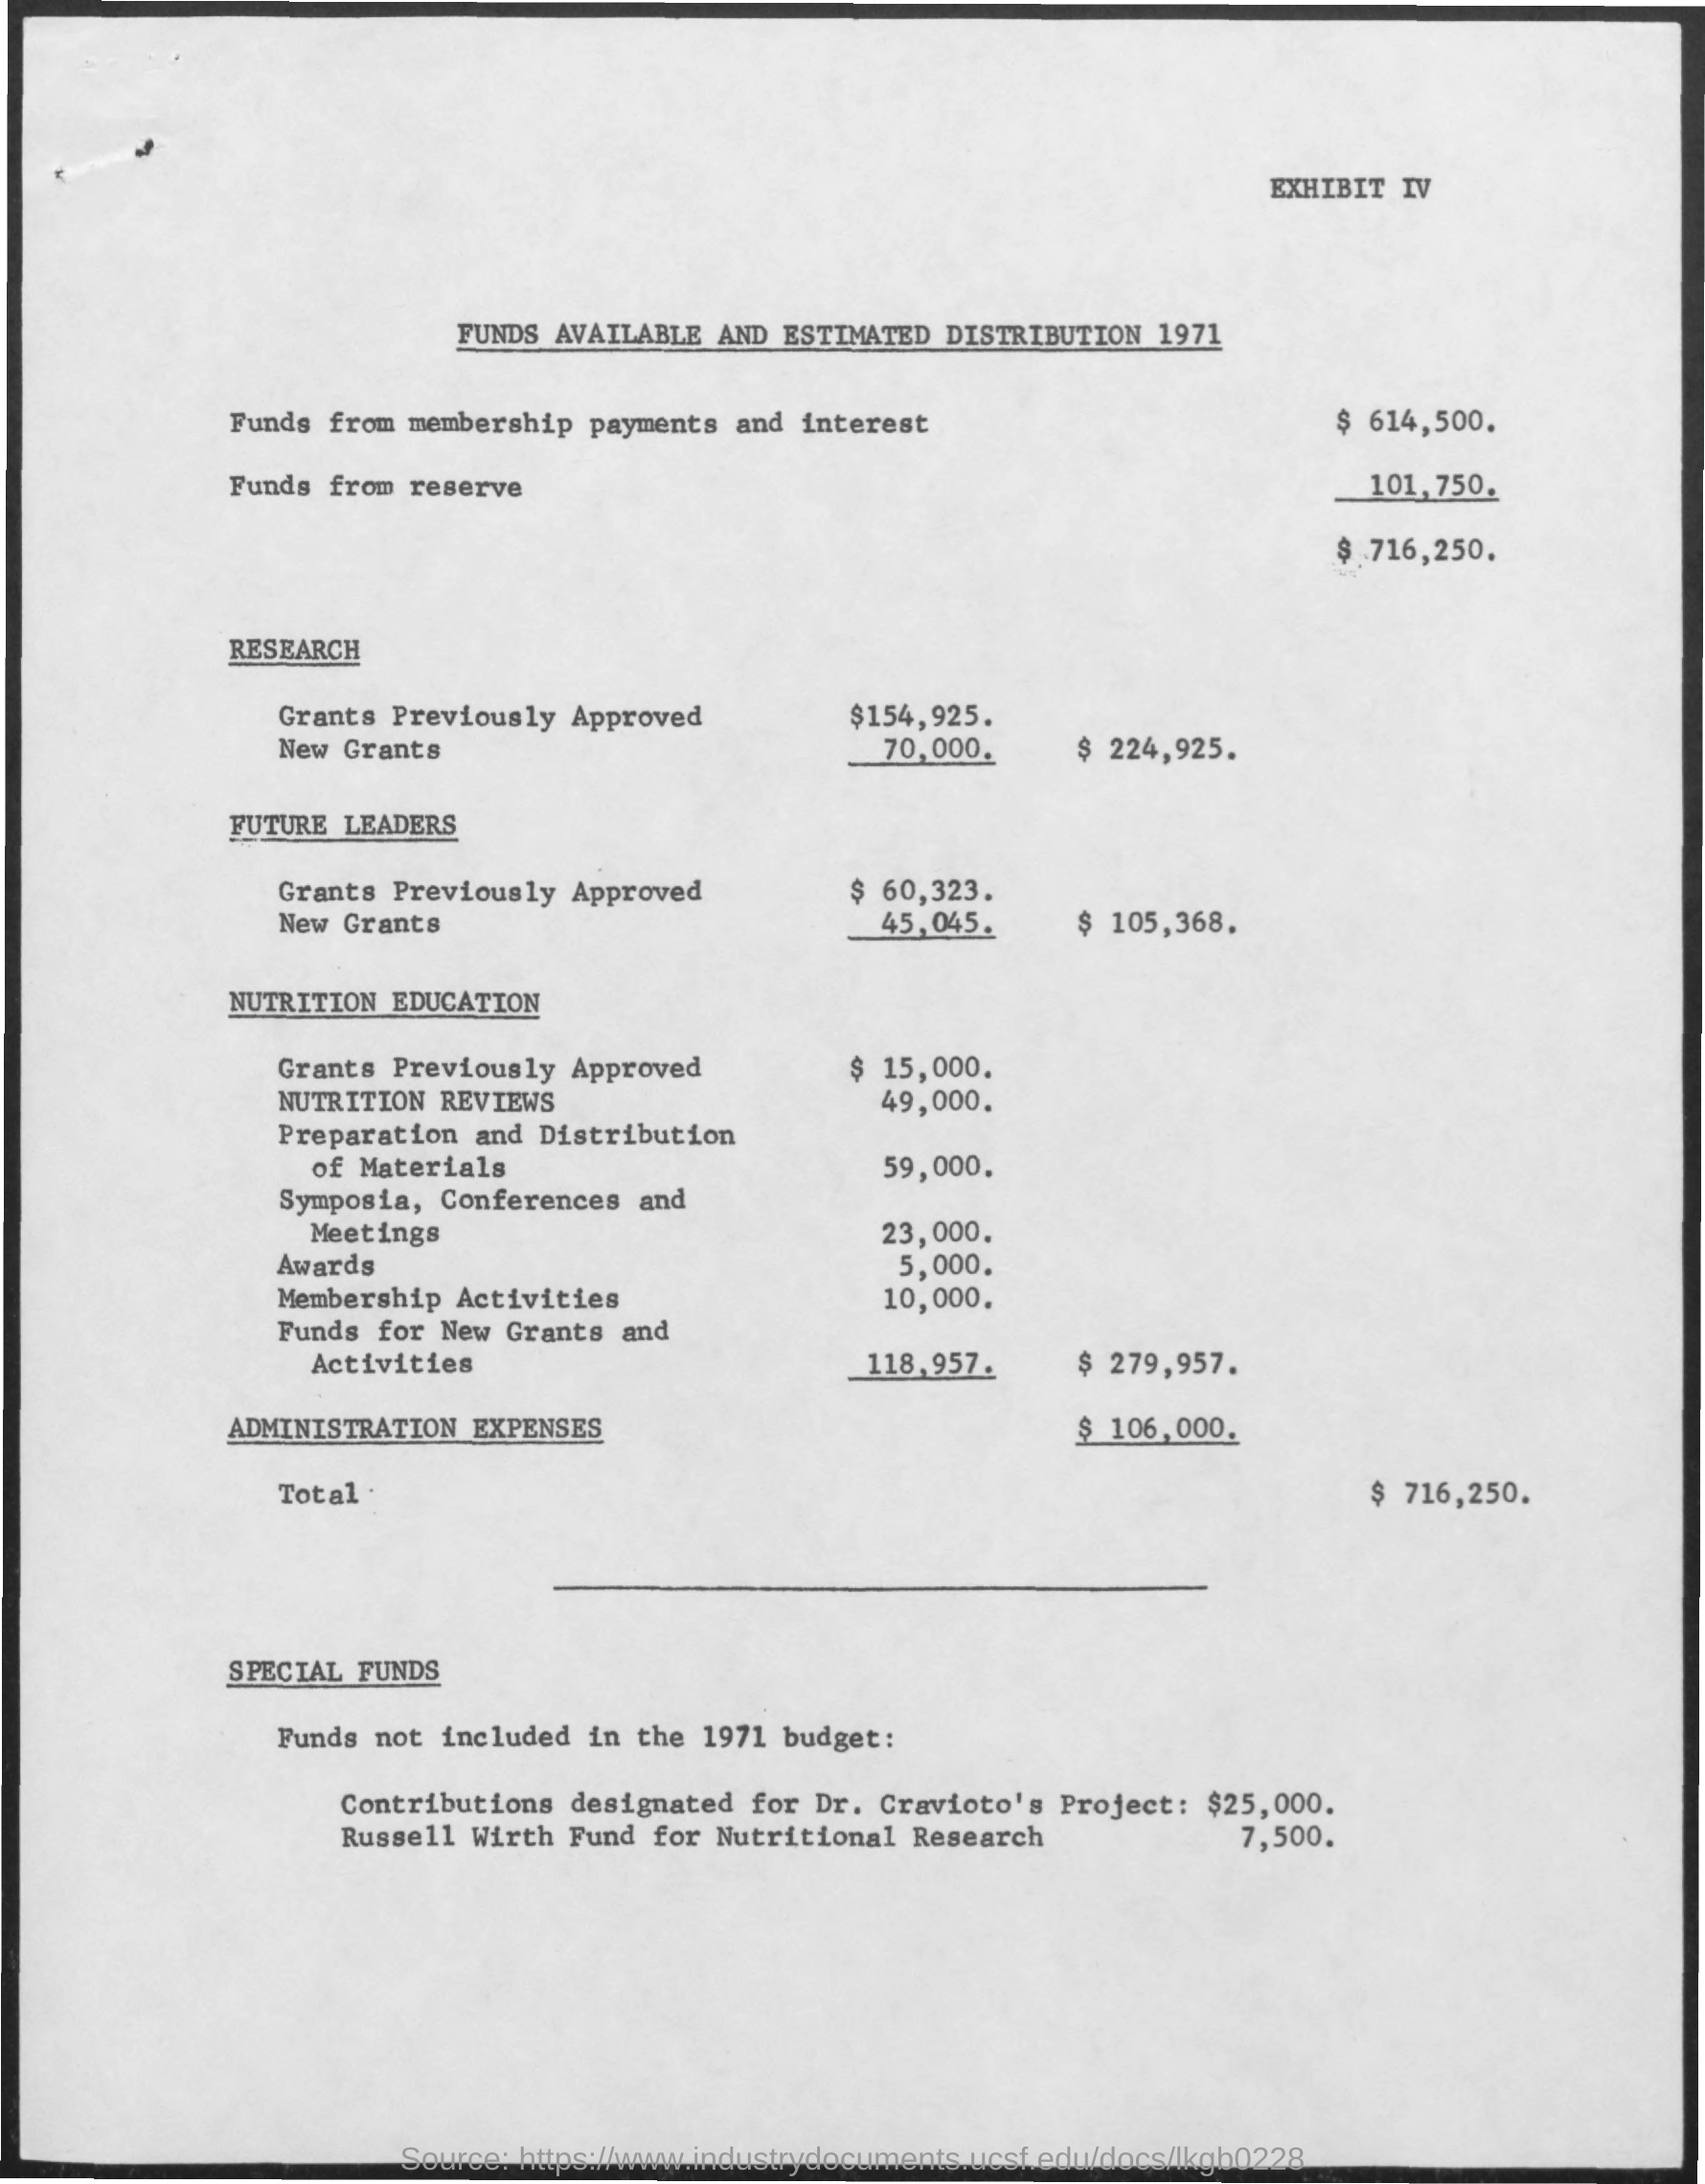 EXHIBIT IV
FUNDS AVAILABLE AND ESTIMATED DISTRIBUTION 1971
Funds from membership payments and interest $ 614,500.
Funds from reserve 101,750.
$ 716,250.
RESEARCH
Grants Previously Approved $154,925.
New Grants 70,000. $ 224,925.
FUTURE LEADERS
Grants Previously Approved $ 60,323.
New Grants 45,045. $ 105,368.
NUTRITION EDUCATION
Grants Previously Approved $ 15,000.
NUTRITION REVIEWS 49,000.
Preparation and Distribution
of Materials 59,000.
Symposia, Conferences and
Meetings 23,000.
Awards 5,000.
Membership Activities 10,000.
Funds for New Grants and
Activities 118,957. $ 279,957.
ADMINISTRATION EXPENSES $ 106,000.
Total $ 716,250.
SPECIAL FUNDS
Funds not included in the 1971 budget:
Contributions designated for Dr. Cravioto's Project: $25,000.
Russell Wirth Fund for Nutritional Research 7,500.
Source: https://www.industrydocuments.ucsf.edu/docs/lkgb0228